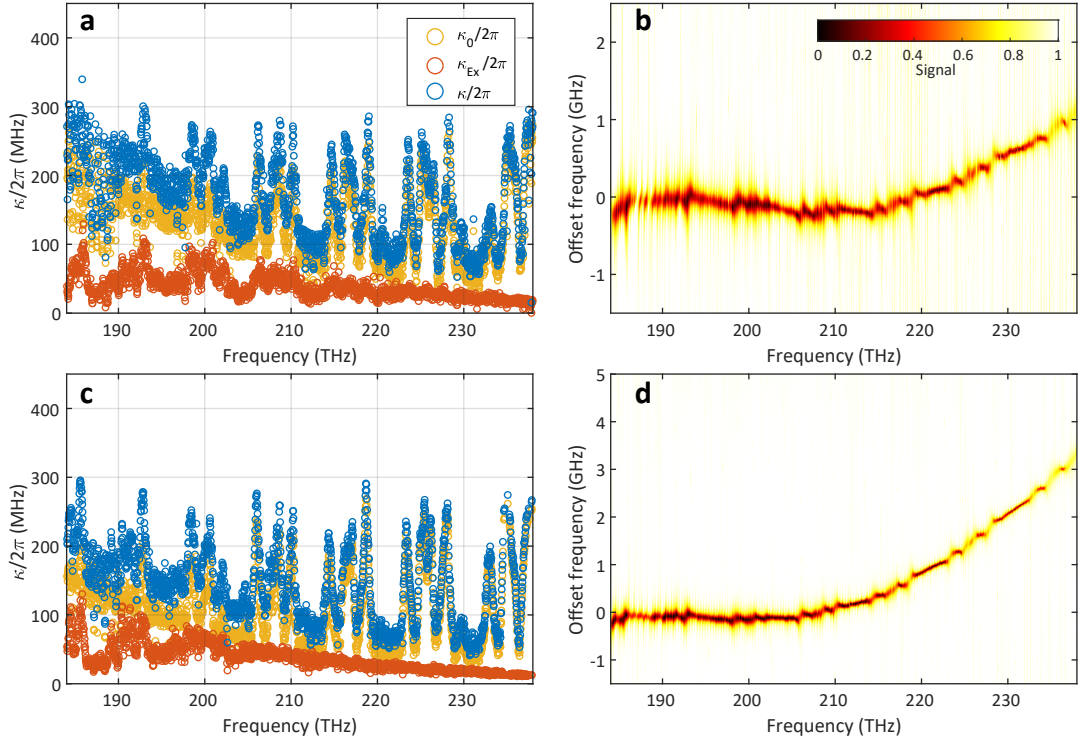 a
κ0/2π
κEx/2π
κ/2π
400
300
200
100
0
κ/2π (MHz)
190 200 210 220 230
Frequency (THz)
b
0 0.2 0.4 0.6 0.8 1
Signal
2
1
0
-1
Offset frequency (GHz)
190 200 210 220 230
Frequency (THz)
c
400
300
200
100
0
κ/2π (MHz)
190 200 210 220 230
Frequency (THz)
d
5
4
3
2
1
0
-1
Offset frequency (GHz)
190 200 210 220 230
Frequency (THz)